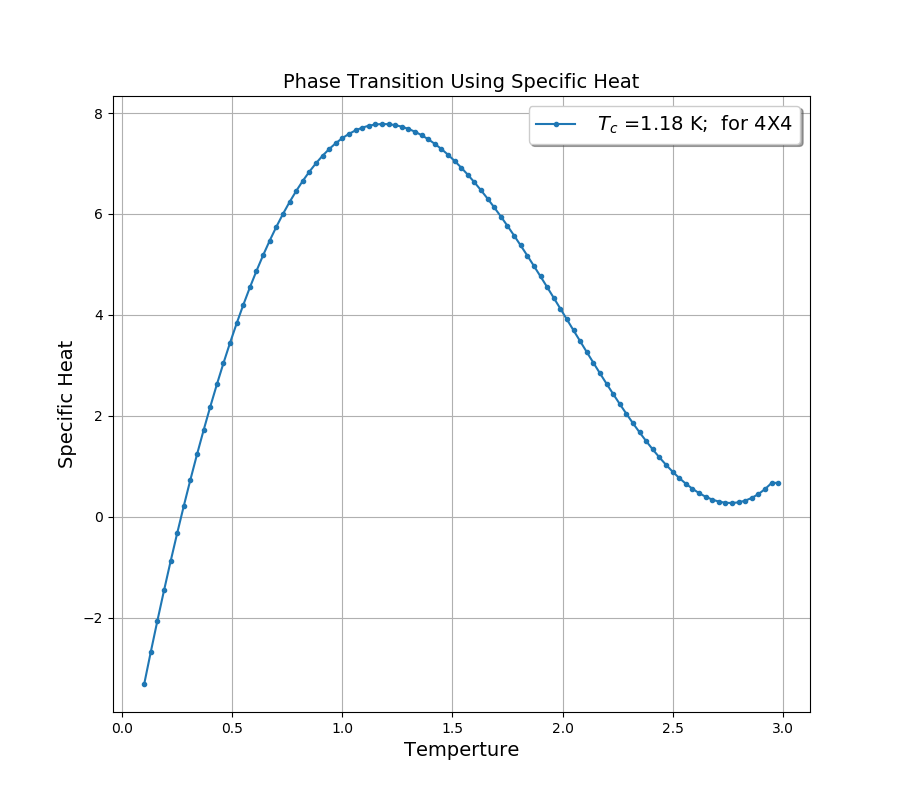 Phase Transition Using Specific Heat
T_c =1.18 K;  for 4X4
8
6
4
2
0
−2
Specific Heat
0.0 0.5 1.0 1.5 2.0 2.5 3.0
Temperture